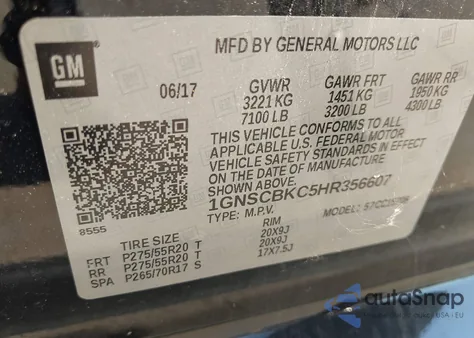 GM
MFD BY GENERAL MOTORS LLC
06/17
GVWR GAWR FRT GAWR RR
3221 KG 1451 KG 1950 KG
7100 LB 3200 LB 4300 LB
THIS VEHICLE CONFORMS TO ALL APPLICABLE
U.S. FEDERAL MOTOR
VEHICLE SAFETY STANDARDS IN EFFECT
ON THE DATE OF MANUFACTURE
1GNSCBKC5HR356607
TYPE: M.P.V. MODEL:
8555
TIRE SIZE RIM
FRT P275/55R20 T 20X9J
RR P275/55R20 T 20X9J
SPA P265/70R17 S 17X7.5J
autoSnap